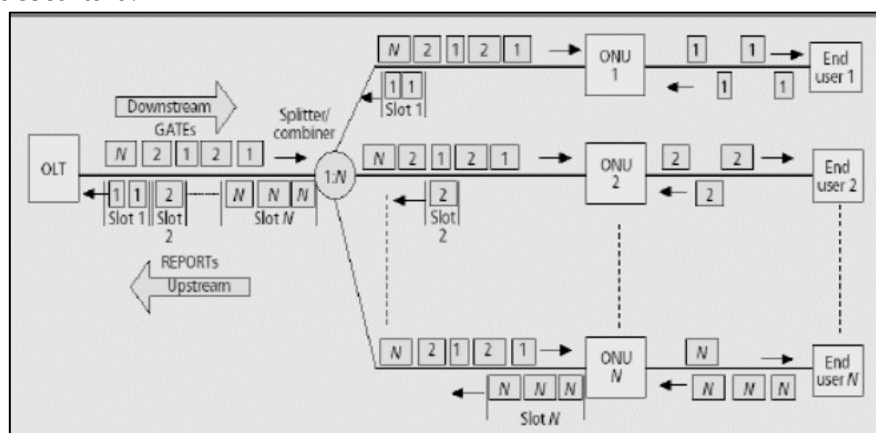 N 2 1 2 1
ONU
1
1 1
End
user 1
1 1
Slot 1
1 1
Downstream
GATEs
Splitter/
combiner
OLT
N 2 1 2 1
1:N
N 2 1 2 1
ONU
2
2 2
End
user 2
1 1
Slot 1
2
Slot
2
N N N
Slot N
2
Slot
2
2
REPORTs
Upstream
N 2 1 2 1
ONU
N
N
End
user N
N N N
Slot N
N N N